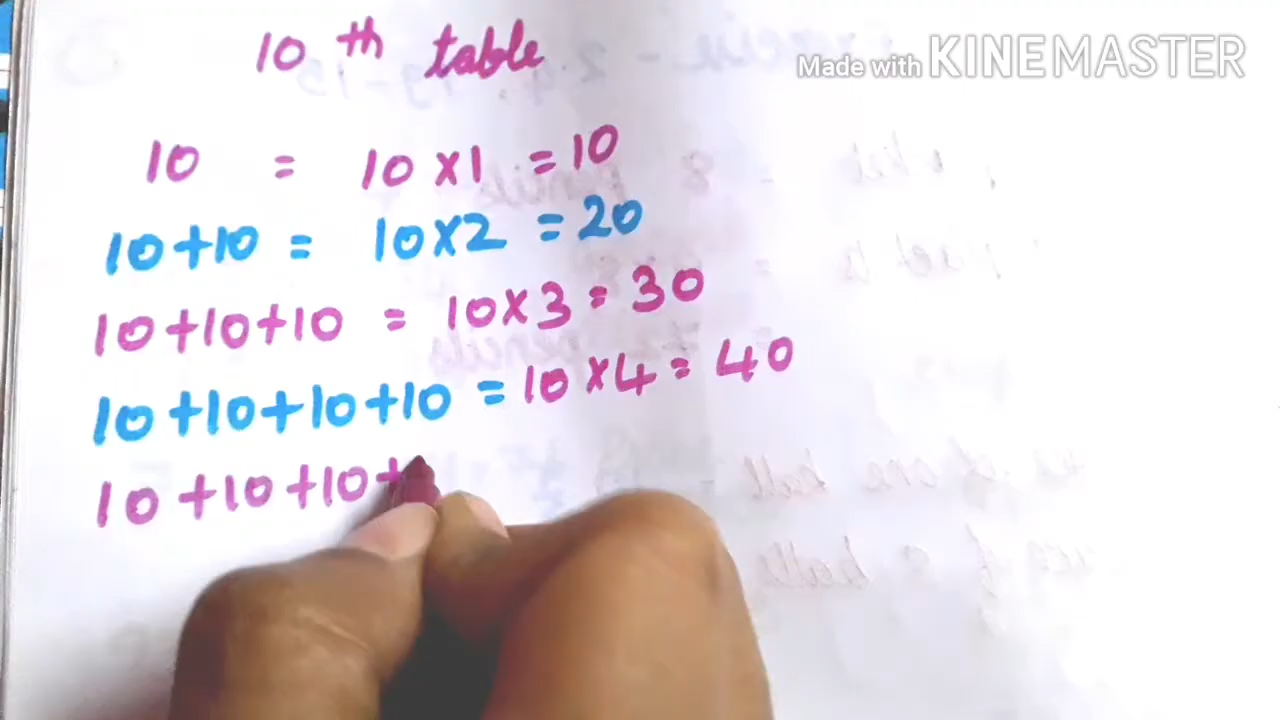 10 th table
Made with KINEMASTER
10 = 10 x 1 = 10
10 + 10 = 10 x 2 = 20
10 + 10 + 10 = 10 x 3 = 30
10 + 10 + 10 + 10 = 10 x 4 = 40
10 + 10 + 10 +